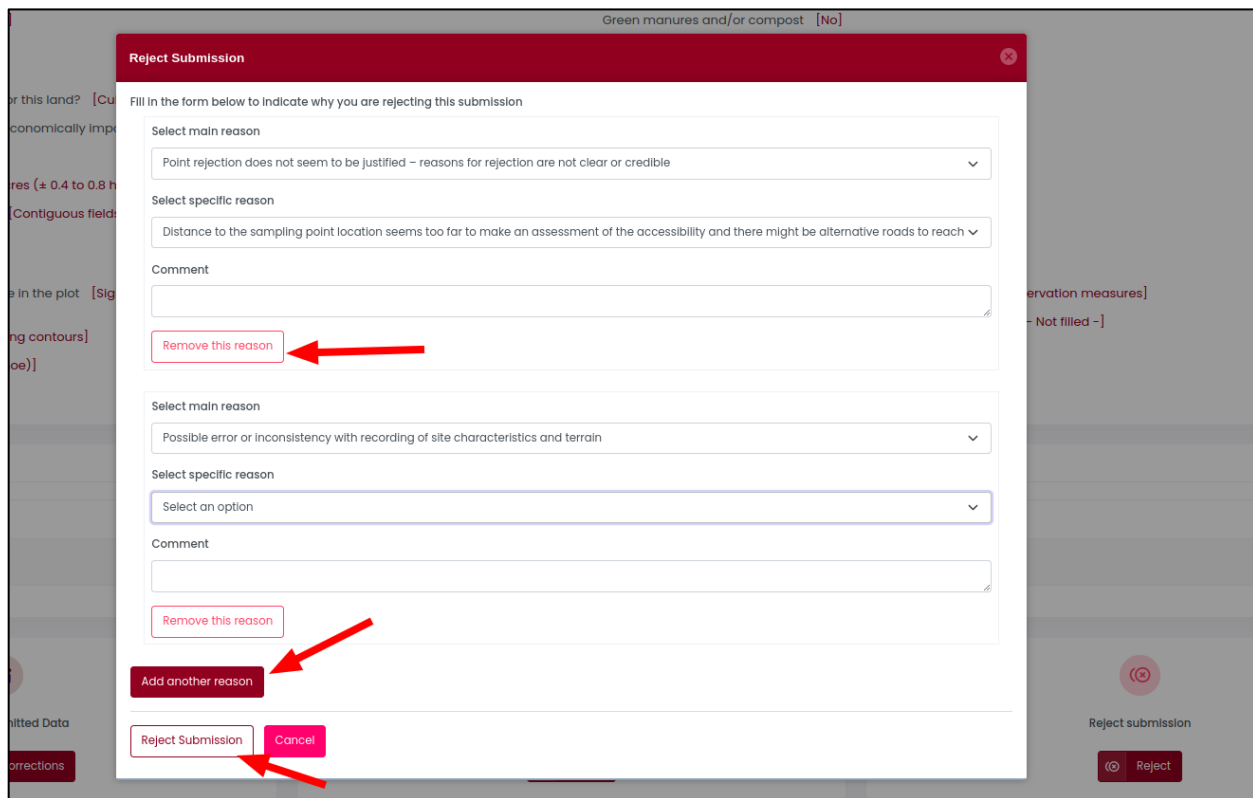 Green manures and/or compost [No]
Reject Submission
or this land? [Cu
Fill in the form below to indicate why you are rejecting this submission
conomically imp
Select main reason
Point rejection does not seem to be justified – reasons for rejection are not clear or credible
res (± 0.4 to 0.8 h
Select specific reason
[Contiguous fields
Distance to the sampling point location seems too far to make an assessment of the accessibility and there might be alternative roads to reach
Comment
e in the plot [Sig
ervation measures]
- Not filled -]
ng contours]
Remove this reason
oe)]
Select main reason
Possible error or inconsistency with recording of site characteristics and terrain
Select specific reason
Select an option
Comment
Remove this reason
Add another reason
itted Data
Reject submission
Reject Submission
Cancel
orrections
Reject